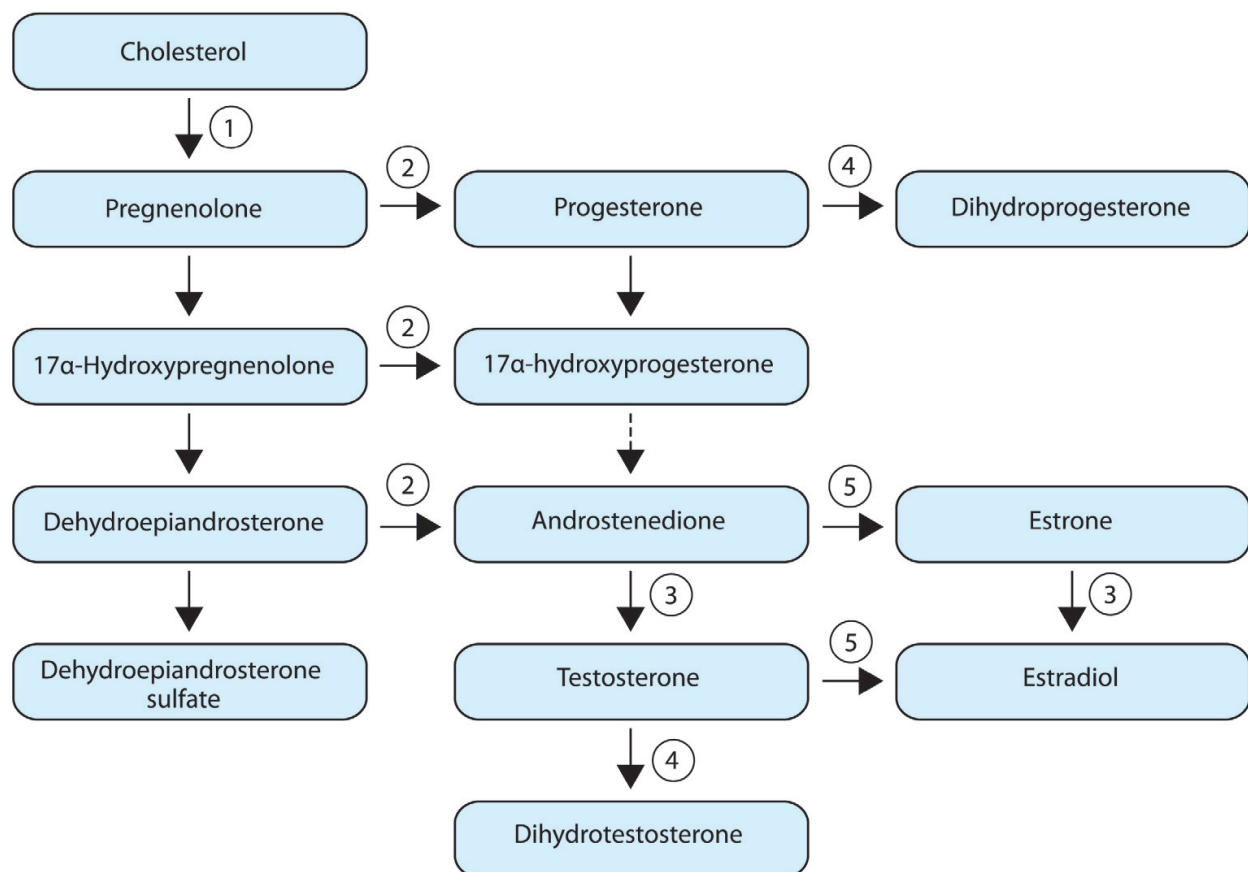 Cholesterol
1
Pregnenolone
2
Progesterone
4
Dihydroprogesterone
17α-Hydroxypregnenolone
2
17α-hydroxyprogesterone
Dehydroepiandrosterone
2
Androstenedione
5
Estrone
3
3
Dehydroepiandrosterone
sulfate
Testosterone
5
Estradiol
4
Dihydrotestosterone